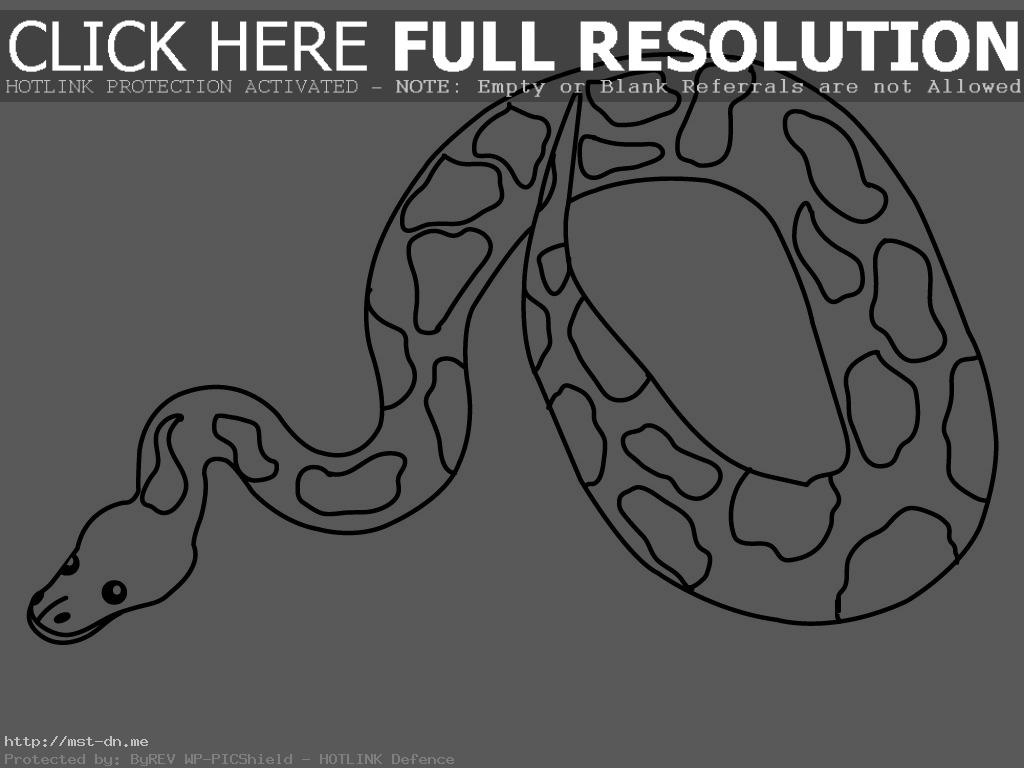 CLICK HERE FULL RESOLUTION
HOTLINK PROTECTION ACTIVATED - NOTE: Empty or Blank Referrals are not Allowed
http://mst-dn.me
Protected by: ByREV WP-PICShield - HOTLINK Defence